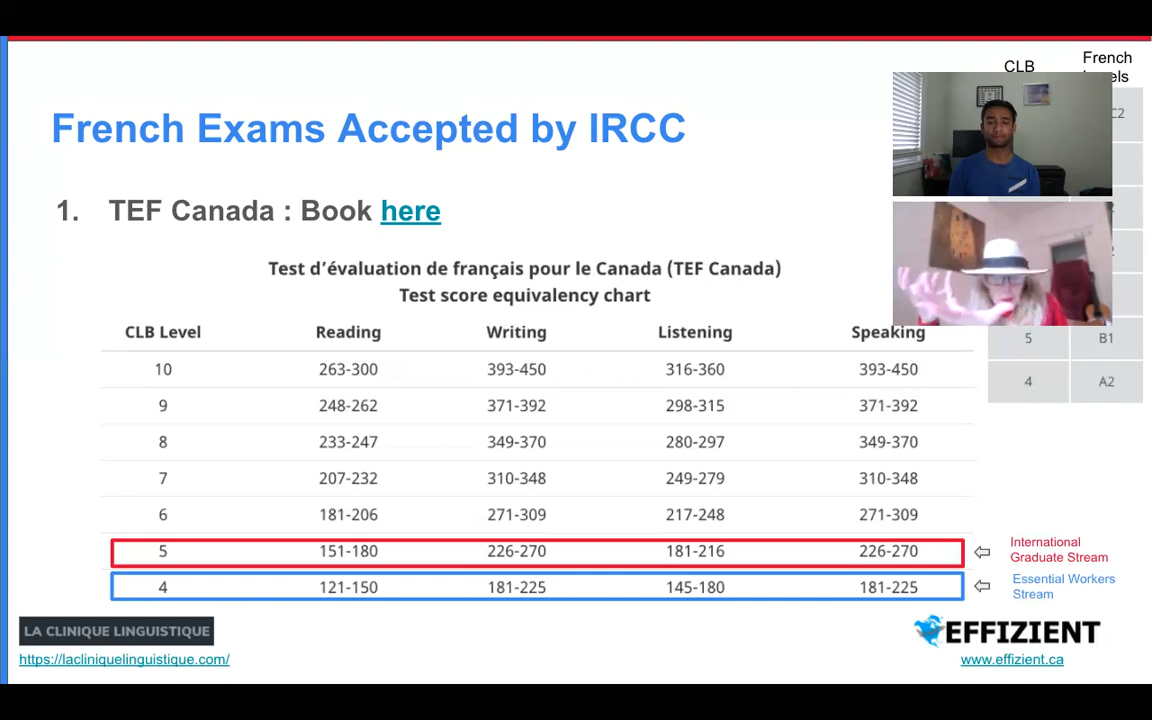 CLB
French
French Exams Accepted by IRCC
1. TEF Canada : Book here
Test d'évaluation de français pour le Canada (TEF Canada)
Test score equivalency chart
CLB Level Reading Writing Listening Speaking
10 263-300 393-450 316-360 393-450
9 248-262 371-392 298-315 371-392
8 233-247 349-370 280-297 349-370
7 207-232 310-348 249-279 310-348
6 181-206 271-309 217-248 271-309
5 151-180 226-270 181-216 226-270
4 121-150 181-225 145-180 181-225
5 B1
4 A2
International
Graduate Stream
Essential Workers
Stream
LA CLINIQUE LINGUISTIQUE
https://lacliniquelinguistique.com/
EFFIZIENT
www.effizient.ca